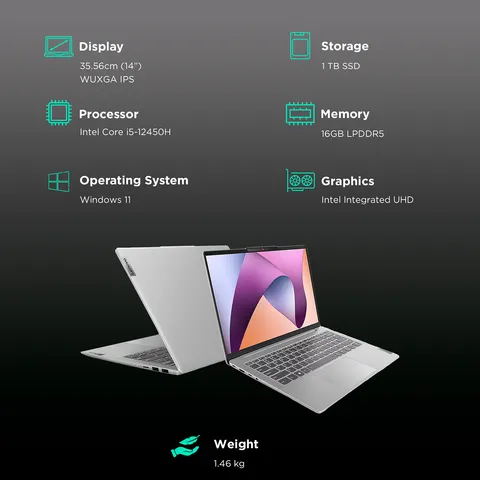 Display
35.56cm (14")
WUXGA IPS
Storage
1 TB SSD
Processor
Intel Core i5-12450H
Memory
16GB LPDDR5
Operating System
Windows 11
Graphics
Intel Integrated UHD
Weight
1.46 kg